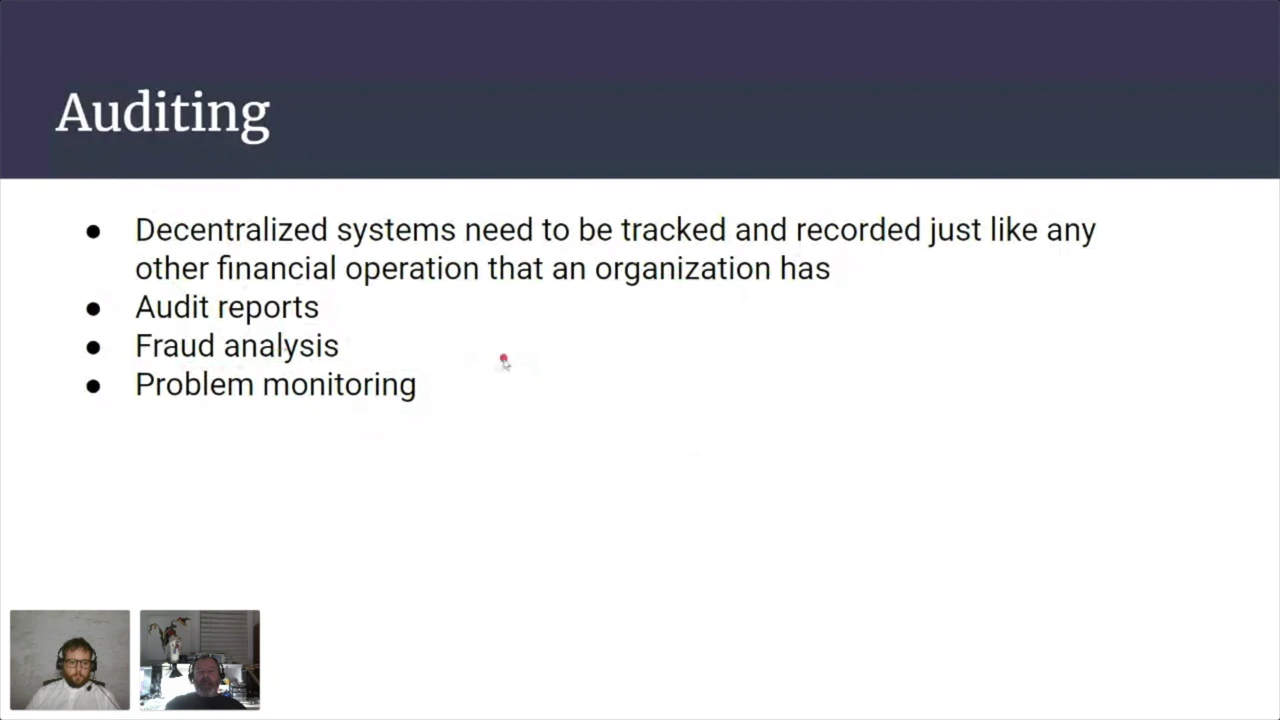 Auditing
● Decentralized systems need to be tracked and recorded just like any
other financial operation that an organization has
● Audit reports
● Fraud analysis
● Problem monitoring